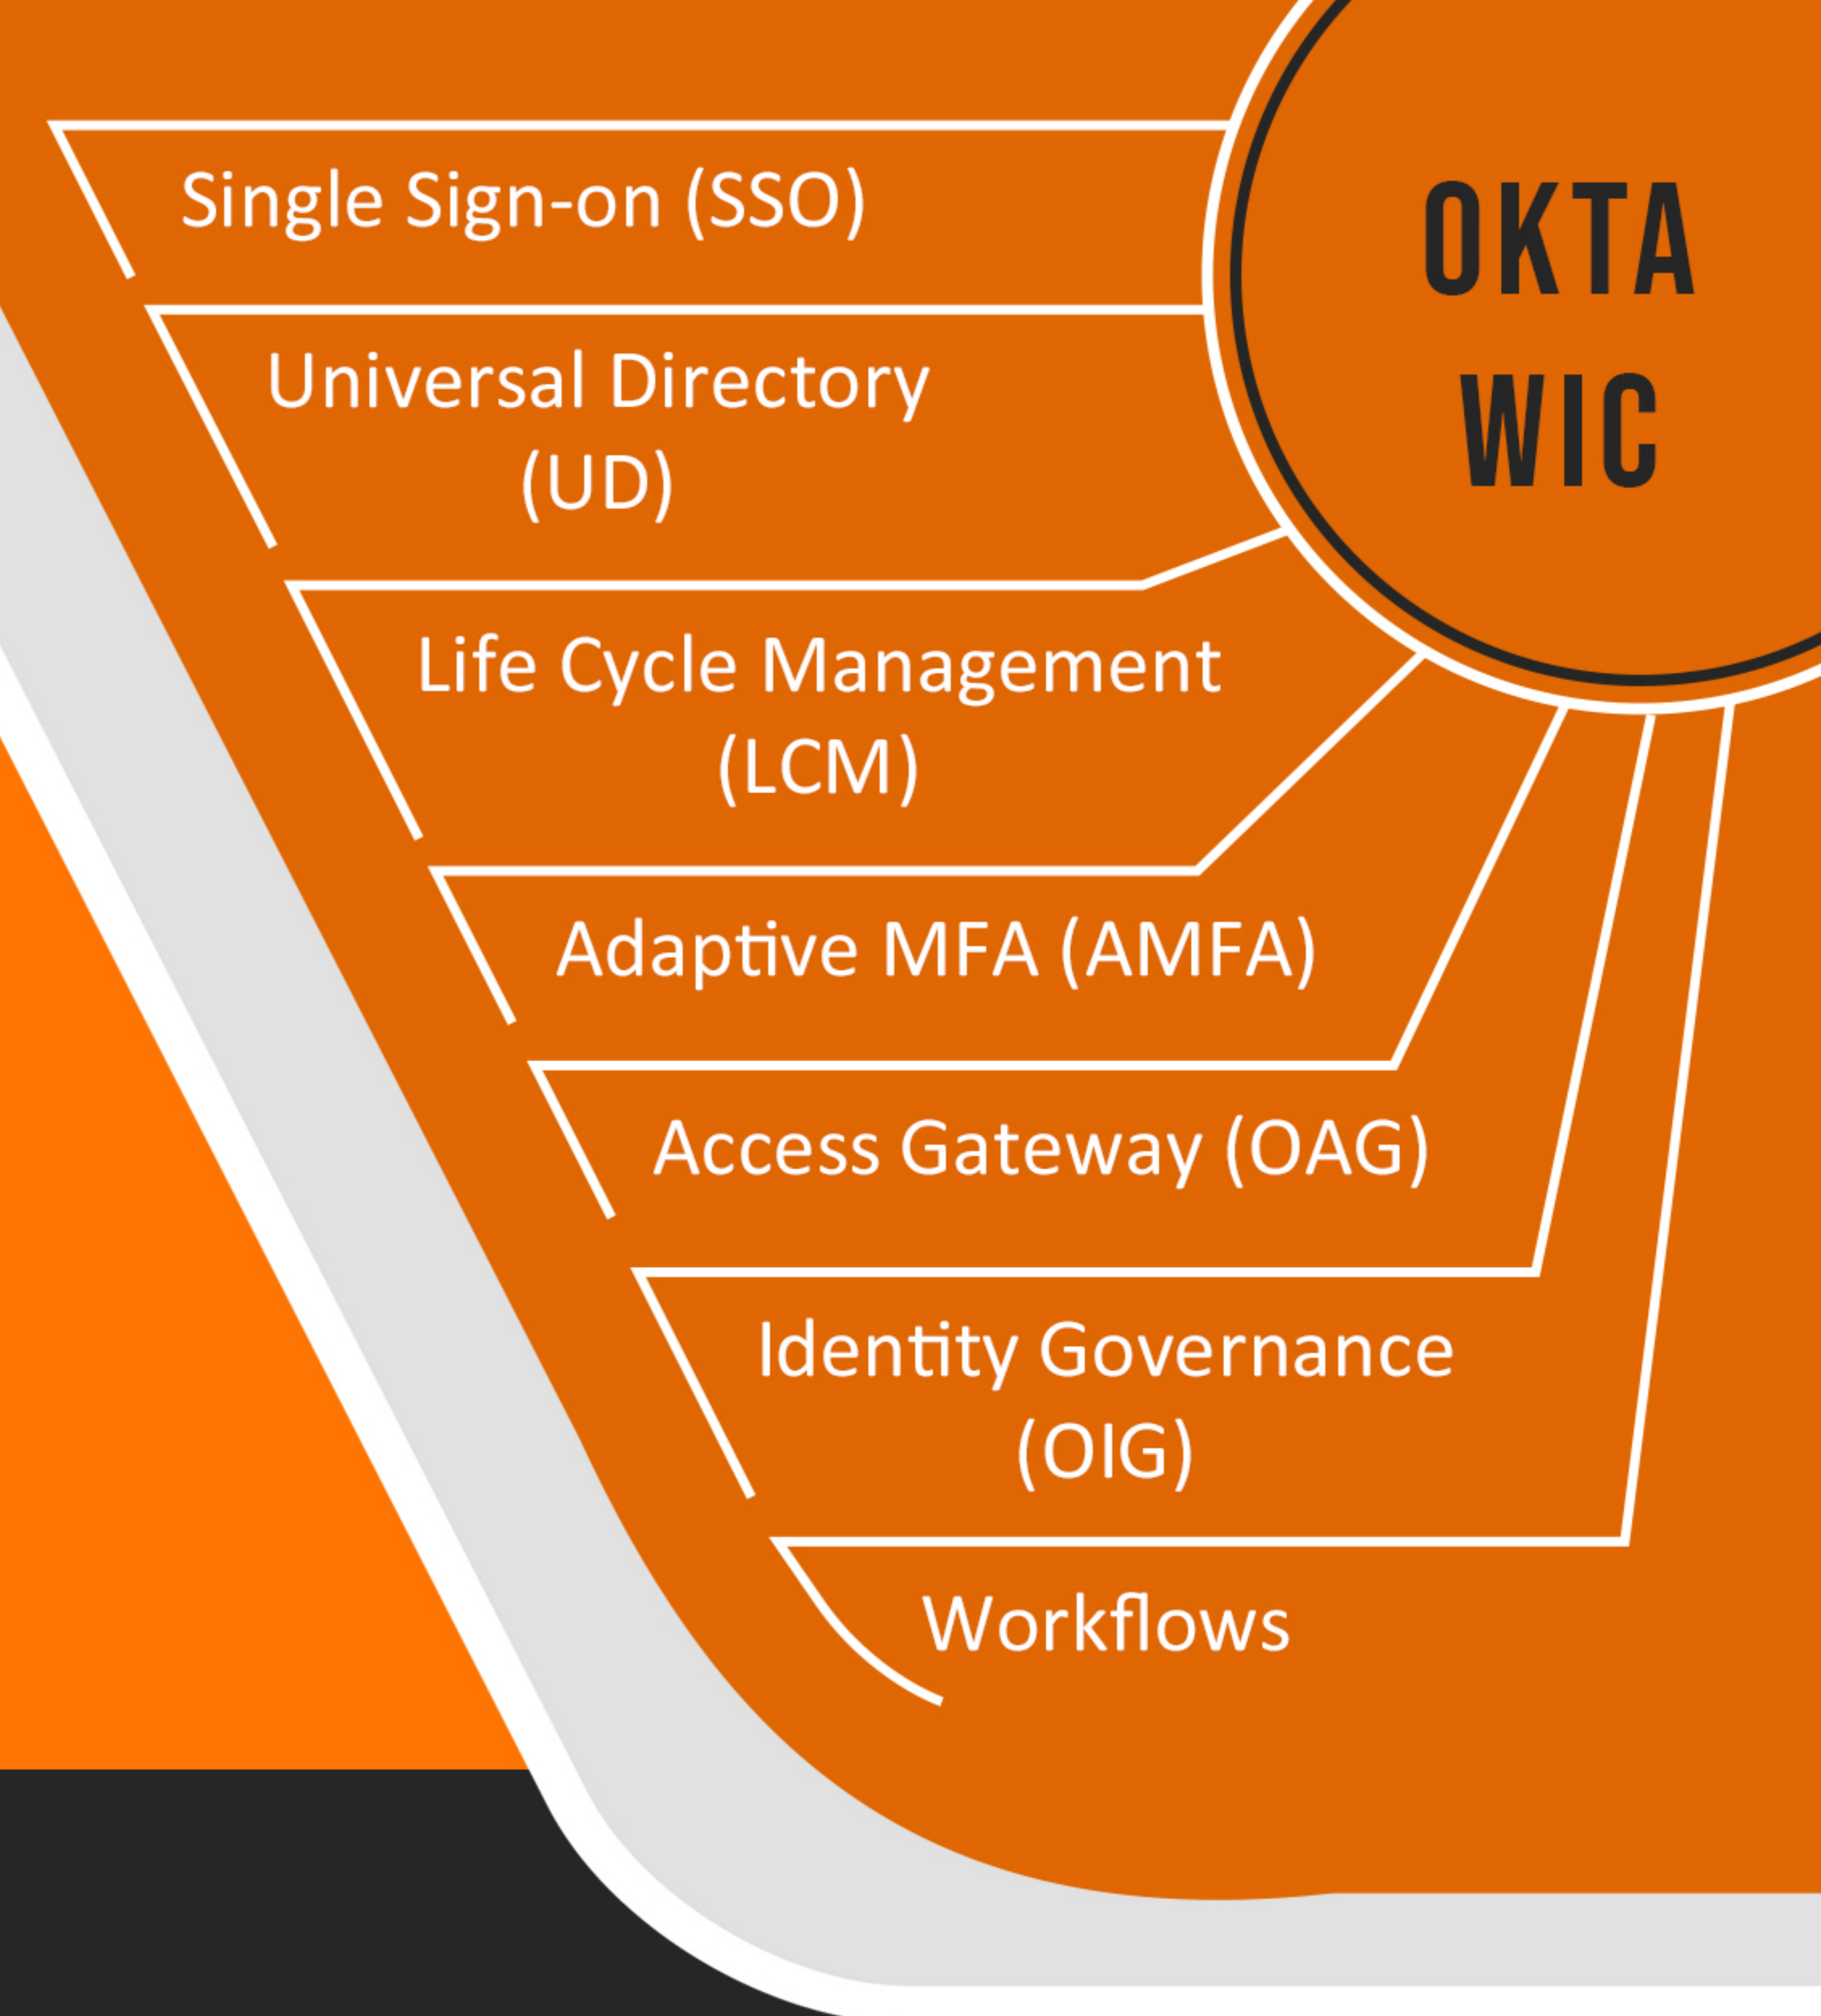 Single Sign-on (SSO)
OKTA
WIC
Universal Directory
(UD)
Life Cycle Management
(LCM)
Adaptive MFA (AMFA)
Access Gateway (OAG)
Identity Governance
(OIG)
Workflows